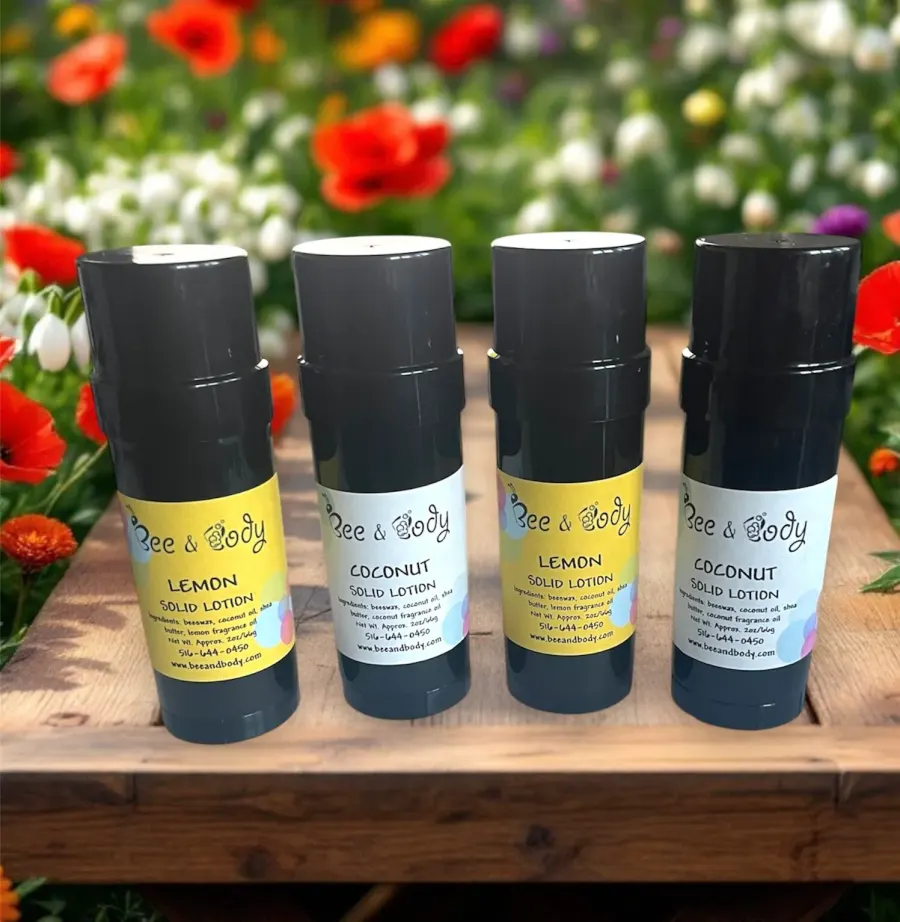 Bee & Body
LEMON
SOLID LOTION
Ingredients: beeswax, coconut oil, shea
butter, lemon fragrance oil
Net Wt. Approx. 2oz/66g
516-644-0450
www.beeandbody.com
Bee & Body
COCONUT
SOLID LOTION
Ingredients: beeswax, coconut oil, shea
butter, coconut fragrance oil
Net Wt. Approx. 2oz/66g
516-644-0450
www.beeandbody.com
Bee & Body
LEMON
SOLID LOTION
Ingredients: beeswax, coconut oil, shea
butter, lemon fragrance oil
Net Wt. Approx. 2oz/66g
516-644-0450
www.beeandbody.com
Bee & Body
COCONUT
SOLID LOTION
Ingredients: beeswax, coconut oil, shea
butter, coconut fragrance oil
Net Wt. Approx. 2oz/66g
516-644-0450
www.beeandbody.com